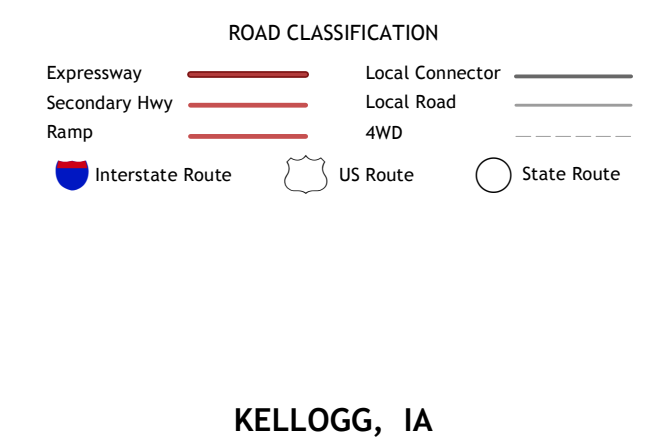 ROAD CLASSIFICATION
Expressway
Local Connector
Secondary Hwy
Local Road
Ramp
4WD
Interstate Route
US Route
State Route
KELLOGG, IA